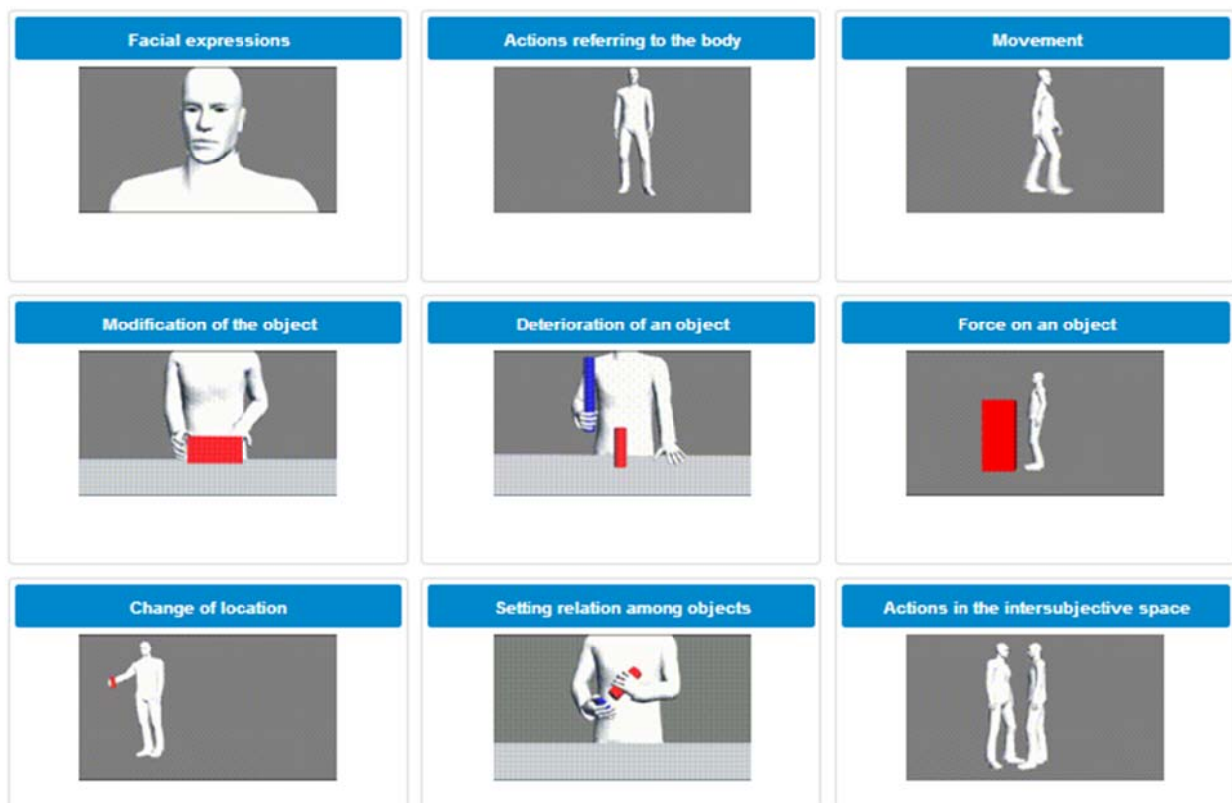 Facial expressions
Actions referring to the body
Movement
Modification of the object
Deterioration of an object
Force on an object
Change of location
Setting relation among objects
Actions in the intersubjective space